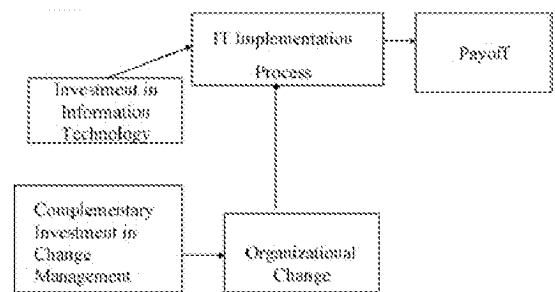 IT Implementation
Process
Payoff
Investment in
Information
Technology
Complementary
Investment in
Change
Management
Organizational
Change